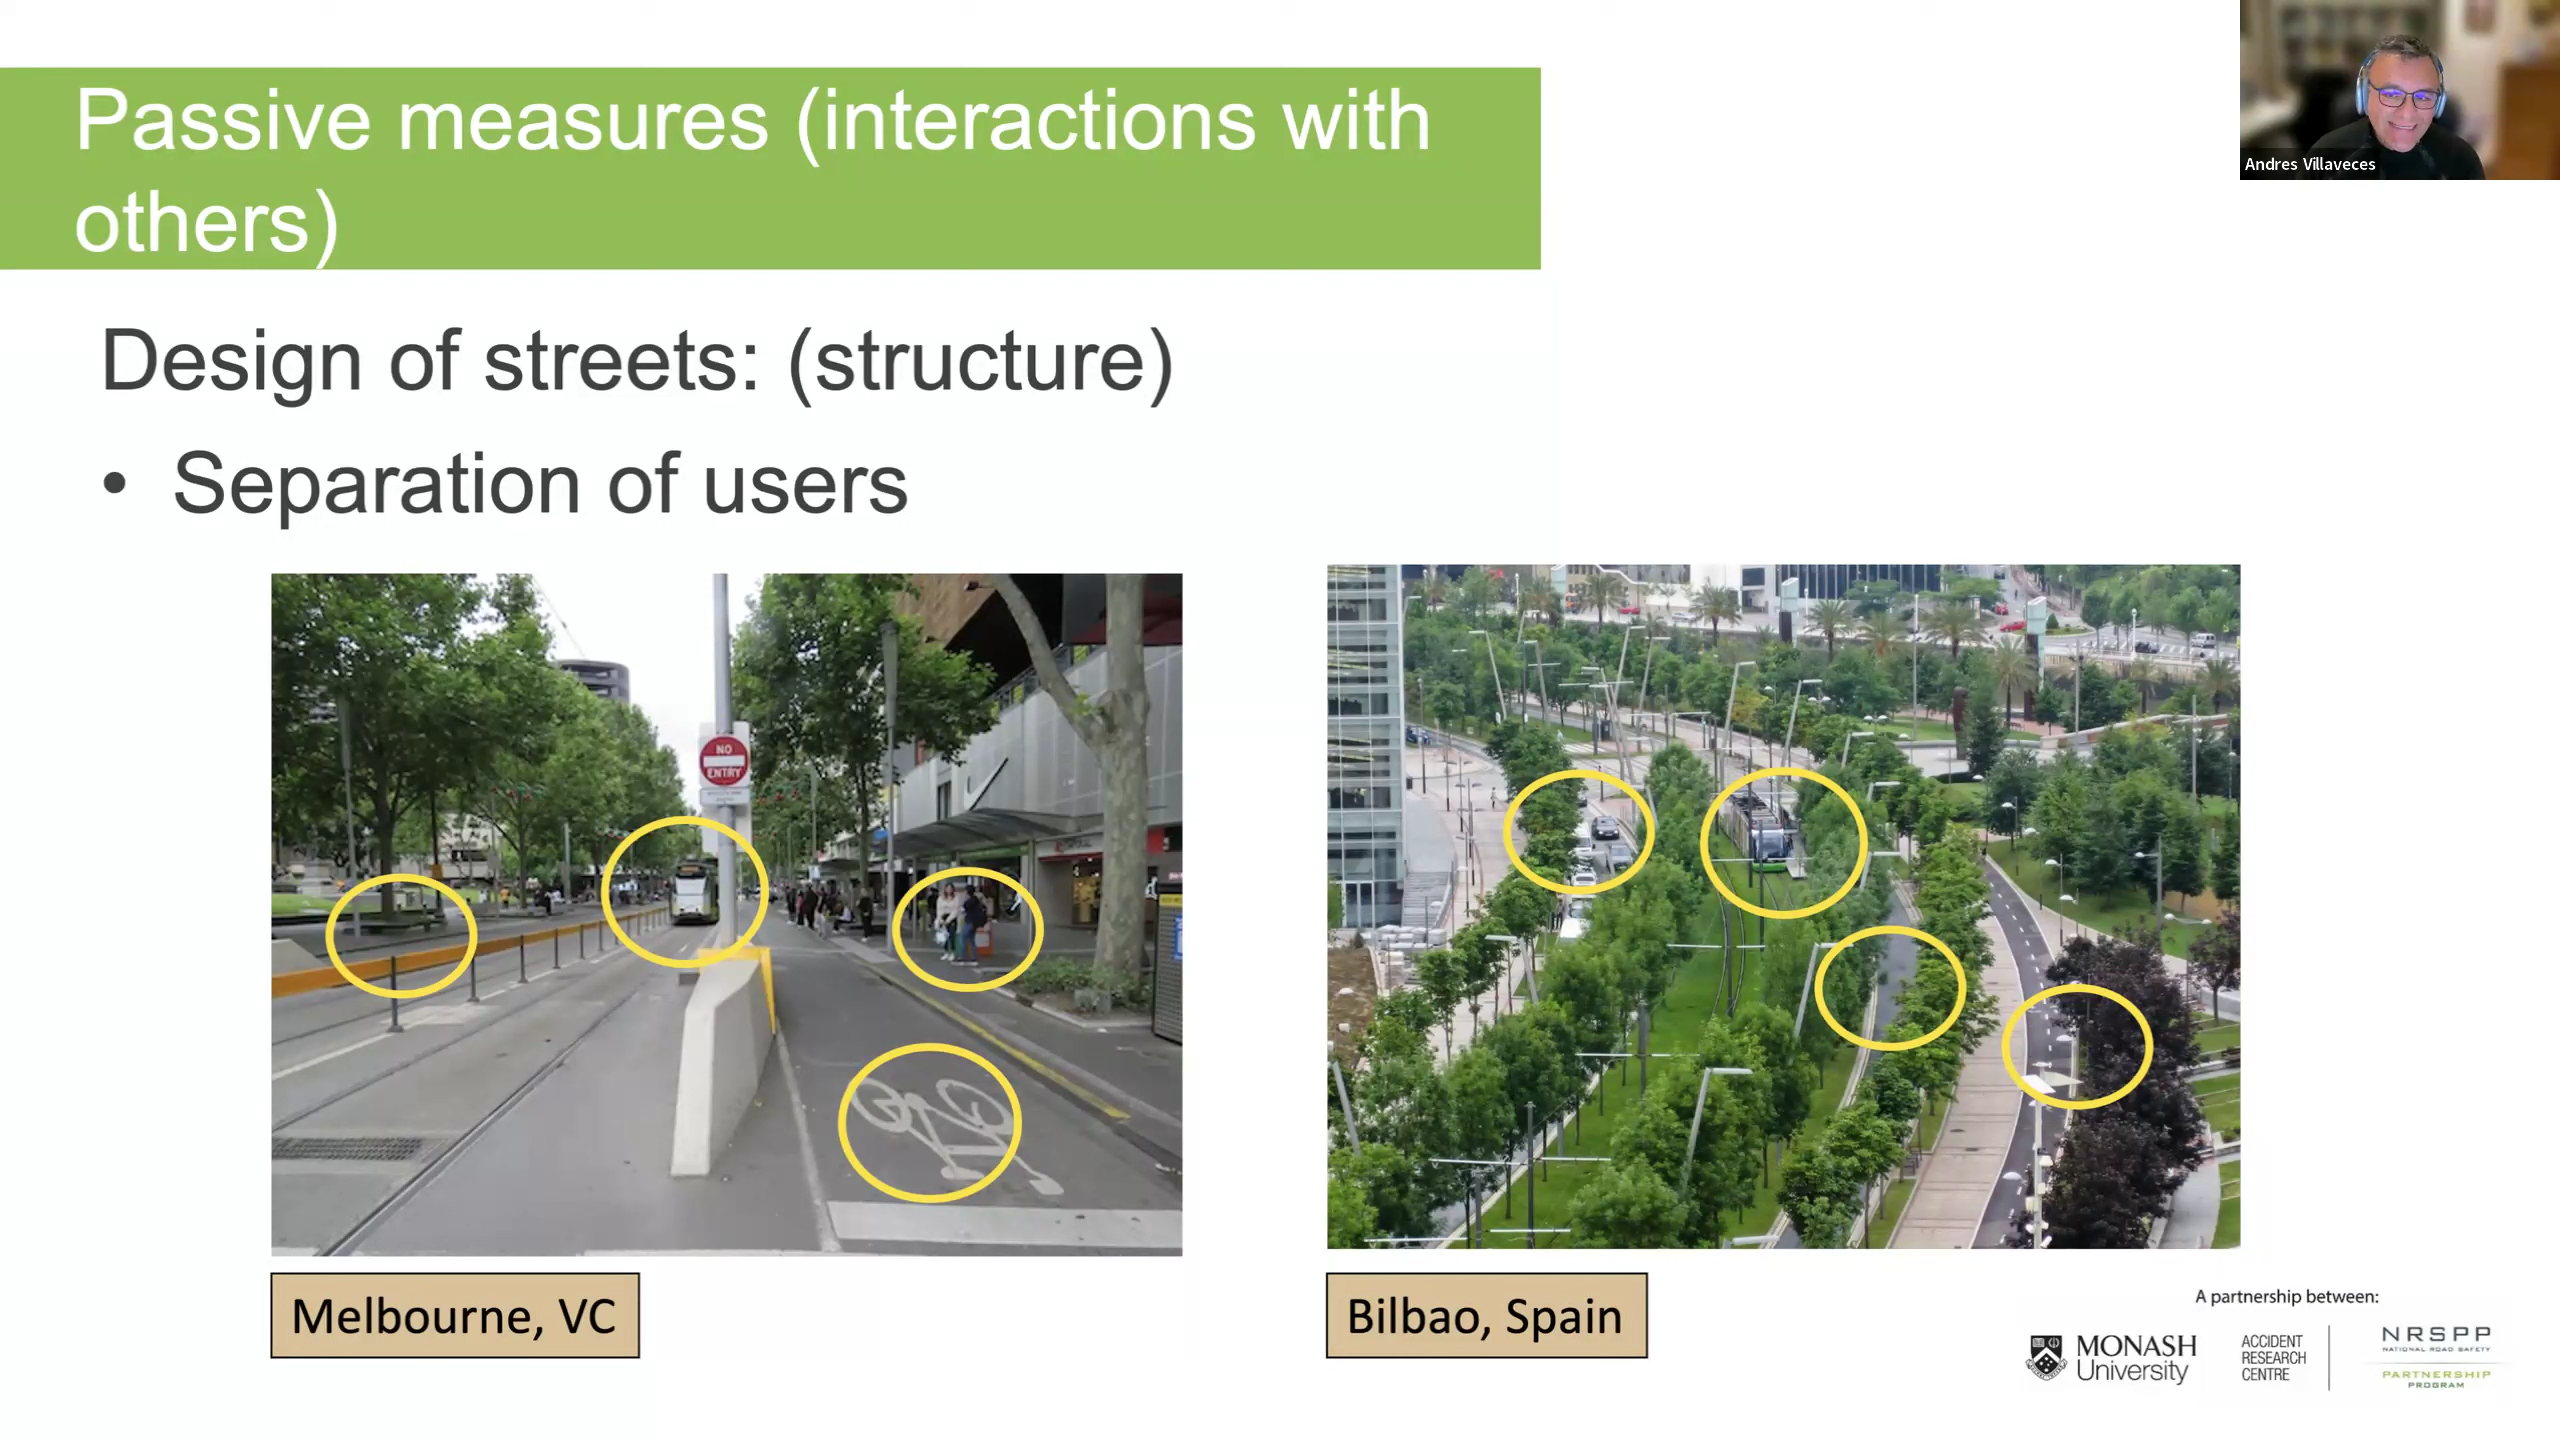 Passive measures (interactions with
others)
Andres Villaveces
Design of streets: (structure)
• Separation of users
NO
ENTRY
Melbourne, VC
Bilbao, Spain
A partnership between:
MONASH
University
ACCIDENT
RESEARCH
CENTRE
NRSPP
NATIONAL ROAD SAFETY
PARTNERSHIP
PROGRAM